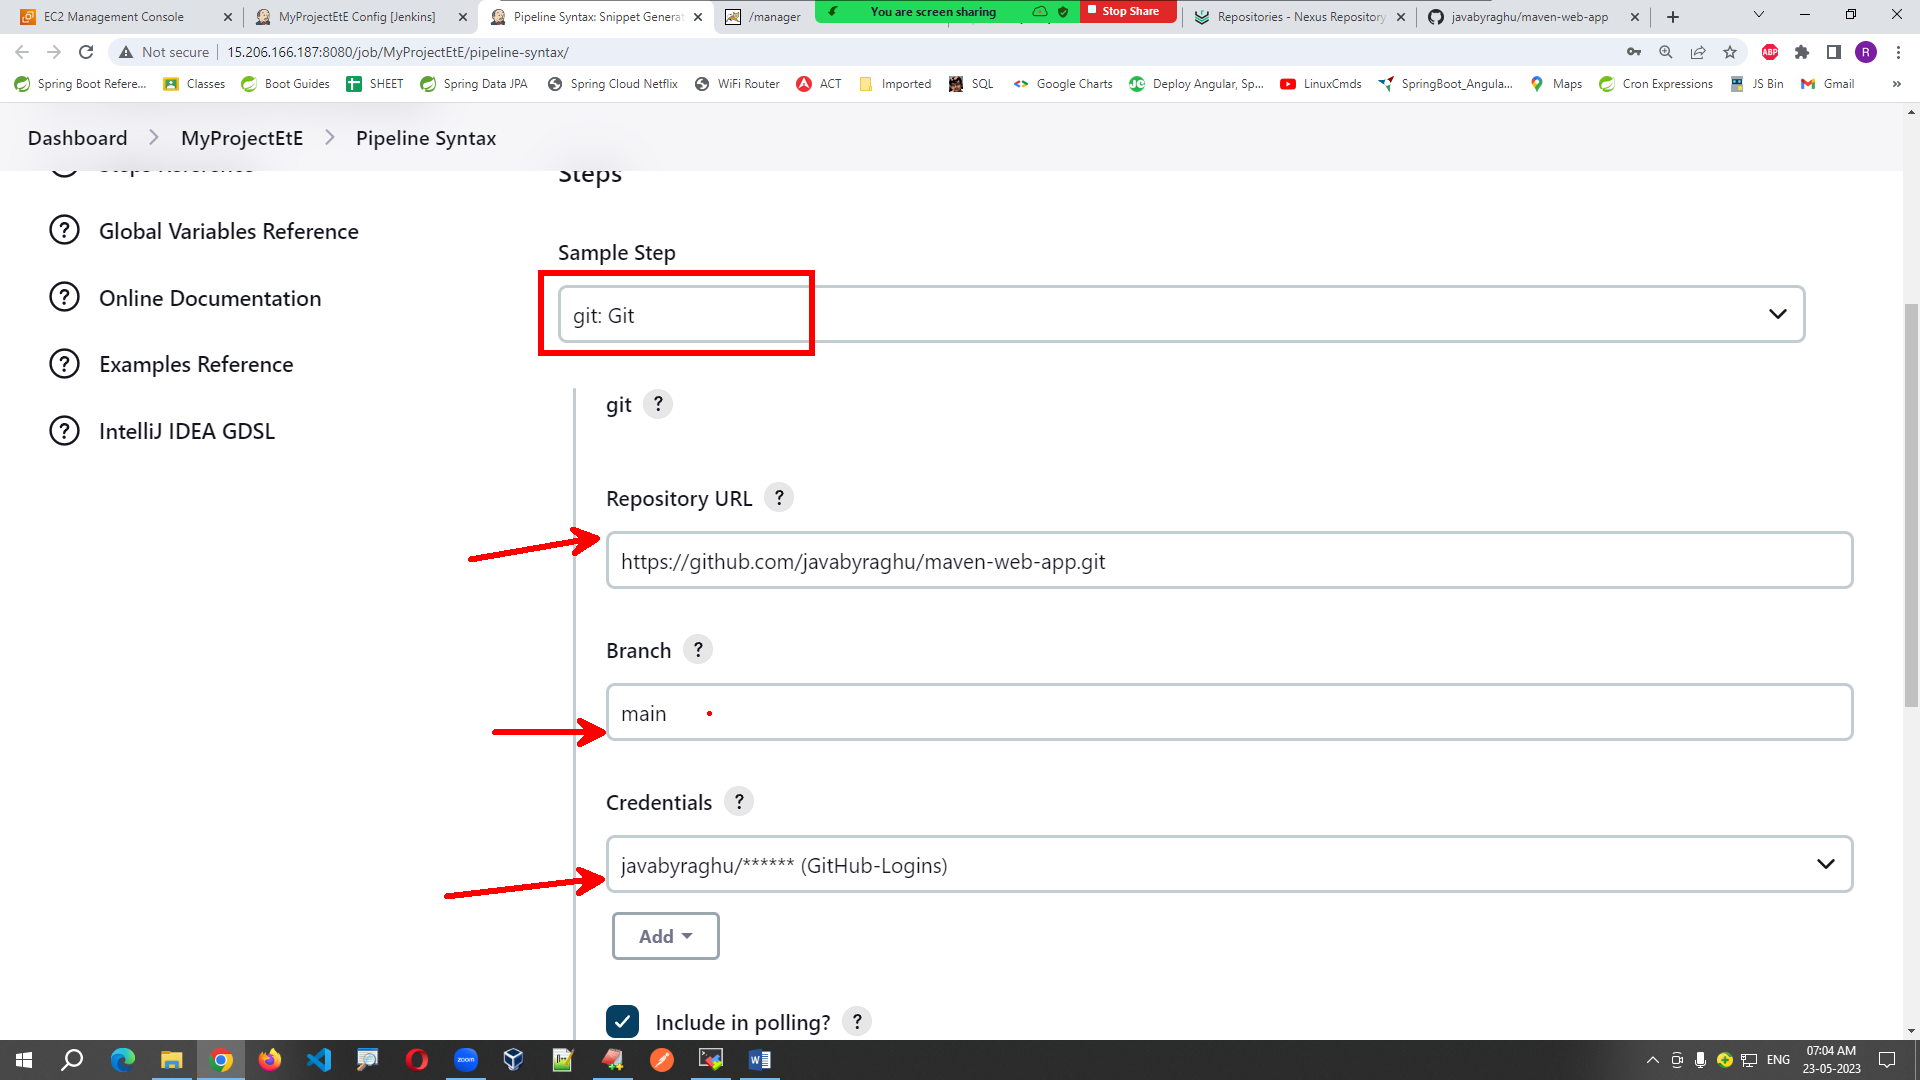 EC2 Management Console
MyProjectEtE Config [Jenkins]
Pipeline Syntax: Snippet Generat
/manager
You are screen sharing
Stop Share
Repositories - Nexus Repository
javabyraghu/maven-web-app
Not secure
15.206.166.187:8080/job/MyProjectEtE/pipeline-syntax/
ABP
R
Spring Boot Refere...
Classes
Boot Guides
SHEET
Spring Data JPA
Spring Cloud Netflix
WiFi Router
ACT
Imported
SQL
Google Charts
Deploy Angular, Sp...
LinuxCmds
SpringBoot_Angula...
Maps
Cron Expressions
JS Bin
Gmail
»
Dashboard
MyProjectEtE
Pipeline Syntax
Steps Reference
Global Variables Reference
Online Documentation
Examples Reference
IntelliJ IDEA GDSL
Steps
Sample Step
git: Git
git ?
Repository URL ?
https://github.com/javabyraghu/maven-web-app.git
Branch ?
main
Credentials ?
javabyraghu/****** (GitHub-Logins)
Add
Include in polling? ?
zoom
ENG
07:04 AM
23-05-2023